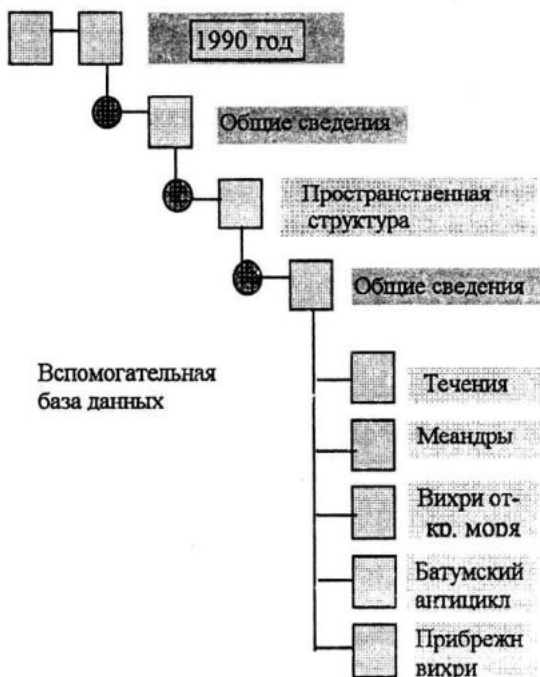 1990 год
Общие сведения
Пространственная
структура
Общие сведения
Вспомогательная
база данных
Течения
Меандры
Вихри от-
кр. моря
Батумский
антицикл
Прибрежн
вихри